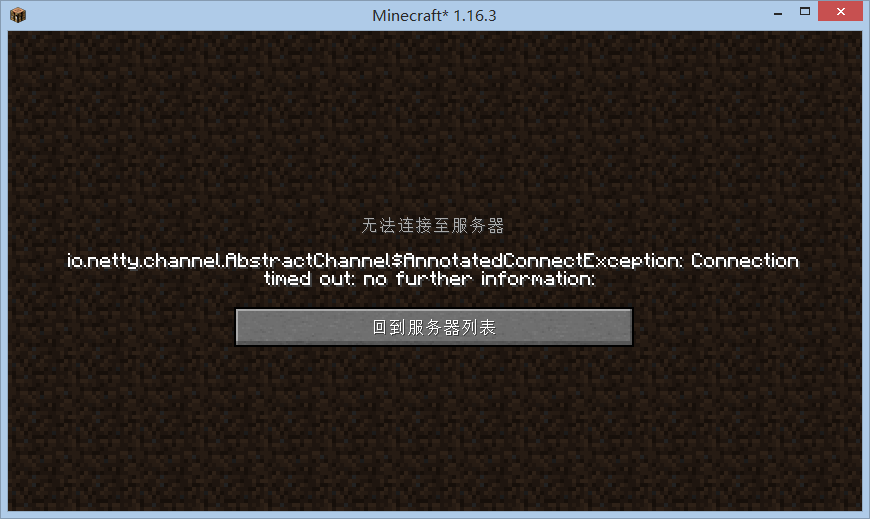 Minecraft* 1.16.3
无法连接至服务器
io.netty.channel.AbstractChannel$AnnotatedConnectException: Connection
timed out: no further information:
回到服务器列表